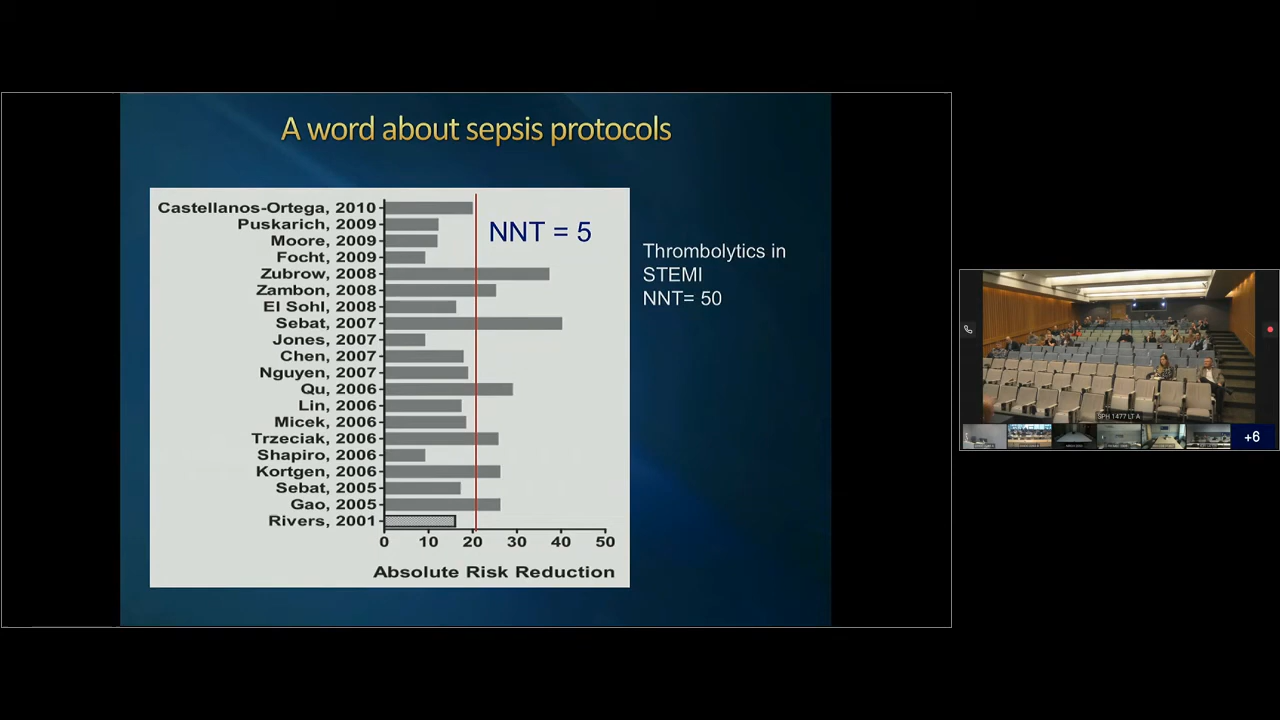 A word about sepsis protocols
Castellanos-Ortega, 2010
Puskarich, 2009
Moore, 2009
Focht, 2009
Zubrow, 2008
Zambon, 2008
El Sohl, 2008
Sebat, 2007
Jones, 2007
Chen, 2007
Nguyen, 2007
Qu, 2006
Lin, 2006
Micek, 2006
Trzeciak, 2006
Shapiro, 2006
Kortgen, 2006
Sebat, 2005
Gao, 2005
Rivers, 2001
0 10 20 30 40 50
Absolute Risk Reduction
NNT = 5
Thrombolytics in
STEMI
NNT= 50
SPH 1477 LT A
+6